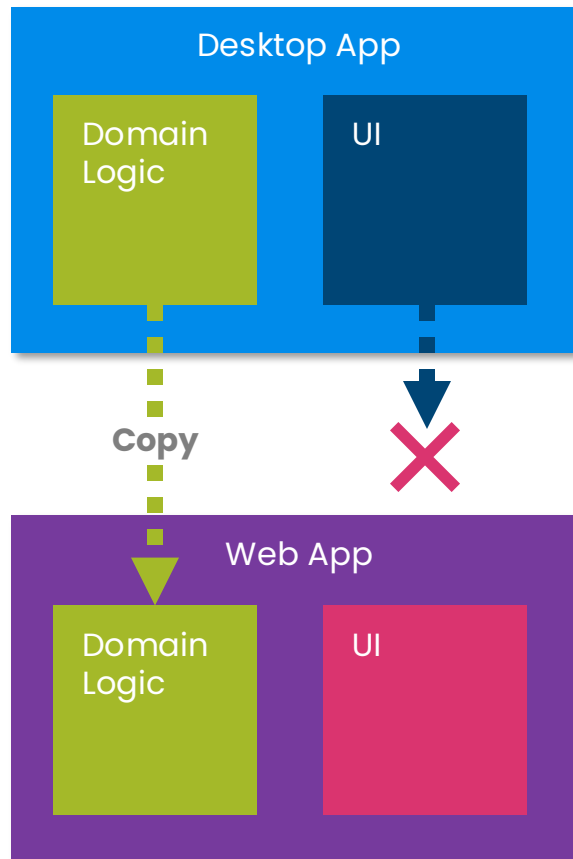 Desktop App
Domain
Logic
UI
Copy
Web App
Domain
Logic
UI